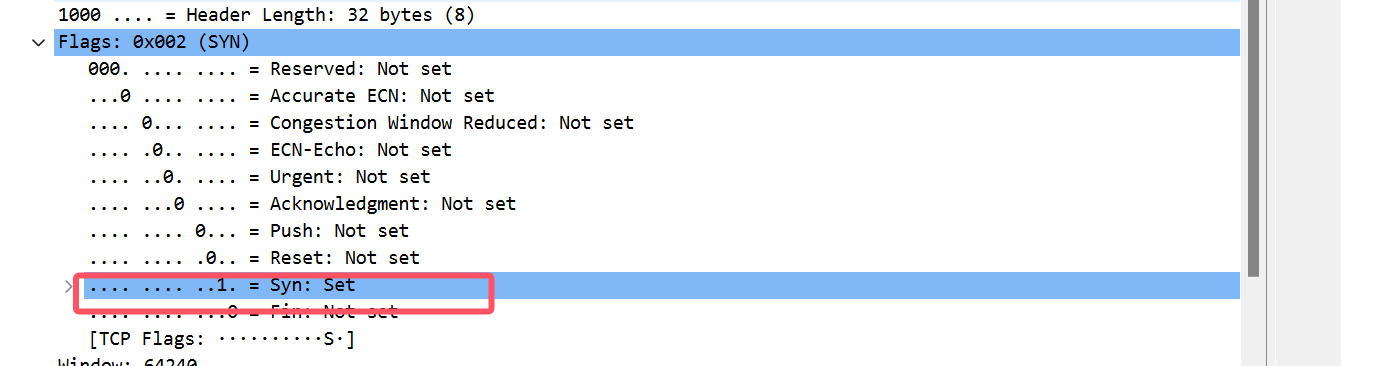 1000 .... = Header Length: 32 bytes (8)
Flags: 0x002 (SYN)
000. .... .... = Reserved: Not set
...0 .... .... = Accurate ECN: Not set
.... 0... .... = Congestion Window Reduced: Not set
.... .0.. .... = ECN-Echo: Not set
.... ..0. .... = Urgent: Not set
.... ...0 .... = Acknowledgment: Not set
.... .... 0... = Push: Not set
.... .... .0.. = Reset: Not set
.... .... ..1. = Syn: Set
.... .... ...0 = Fin: Not set
[TCP Flags: ··········S·]
Window: 64240